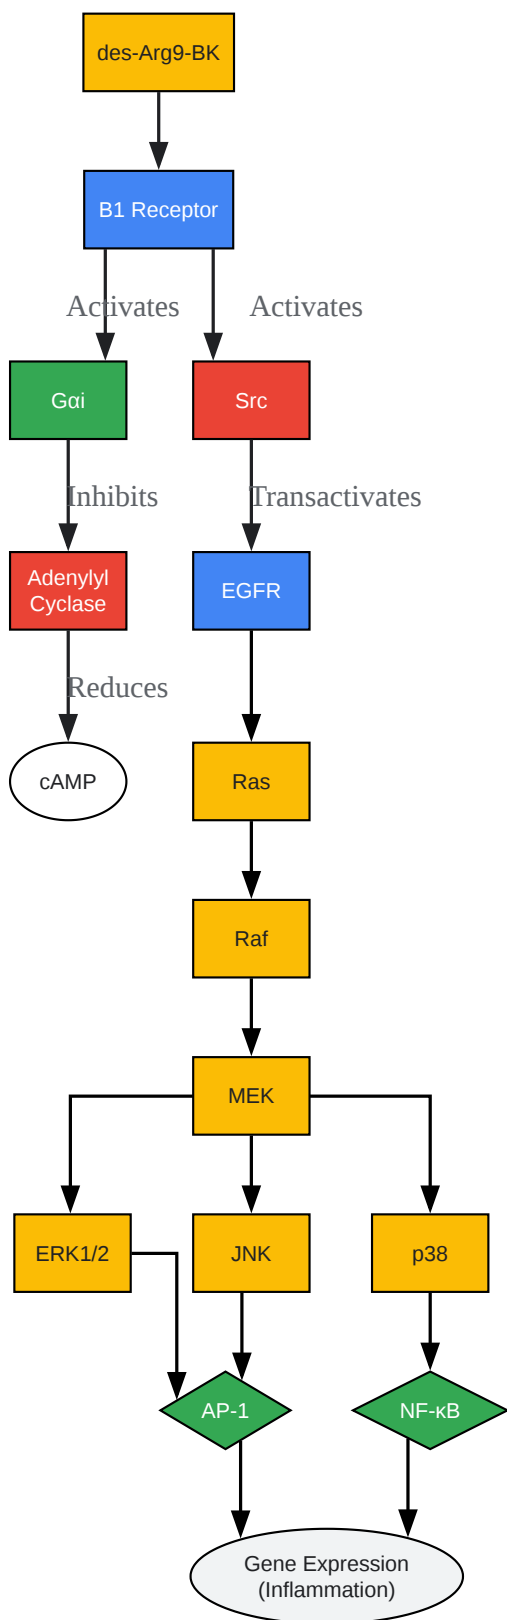 des-Arg9-BK
B1 Receptor
Activates
Activates
Gαi
Src
Inhibits
Transactivates
Adenylyl
Cyclase
EGFR
Reduces
cAMP
Ras
Raf
MEK
ERK1/2
JNK
p38
AP-1
NF-κB
Gene Expression
(Inflammation)